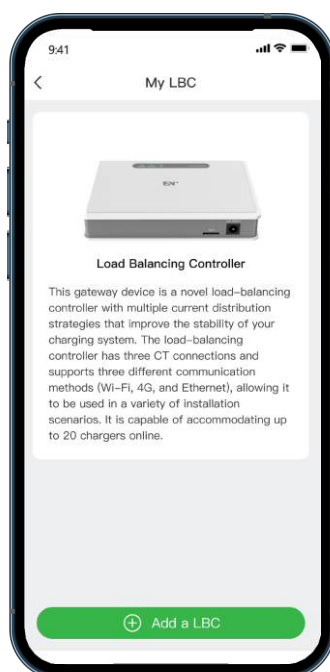 9:41
My LBC
Load Balancing Controller
This gateway device is a novel load-balancing
controller with multiple current distribution
strategies that improve the stability of your
charging system. The load-balancing
controller has three CT connections and
supports three different communication
methods (Wi-Fi, 4G, and Ethernet), allowing it
to be used in a variety of installation
scenarios. It is capable of accommodating up
to 20 chargers online.
Add a LBC